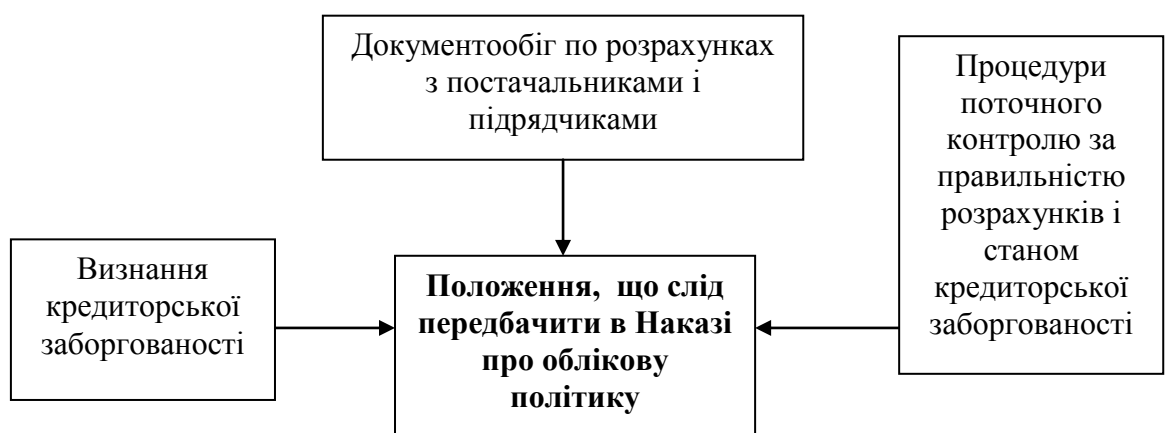 Документообіг по розрахунках
з постачальниками і
підрядчиками
Процедури
поточного
контролю за
правильністю
розрахунків і
станом
кредиторської
заборгованості
Визнання
кредиторської
заборгованості
Положення, що слід
передбачити в Наказі
про облікову
політику